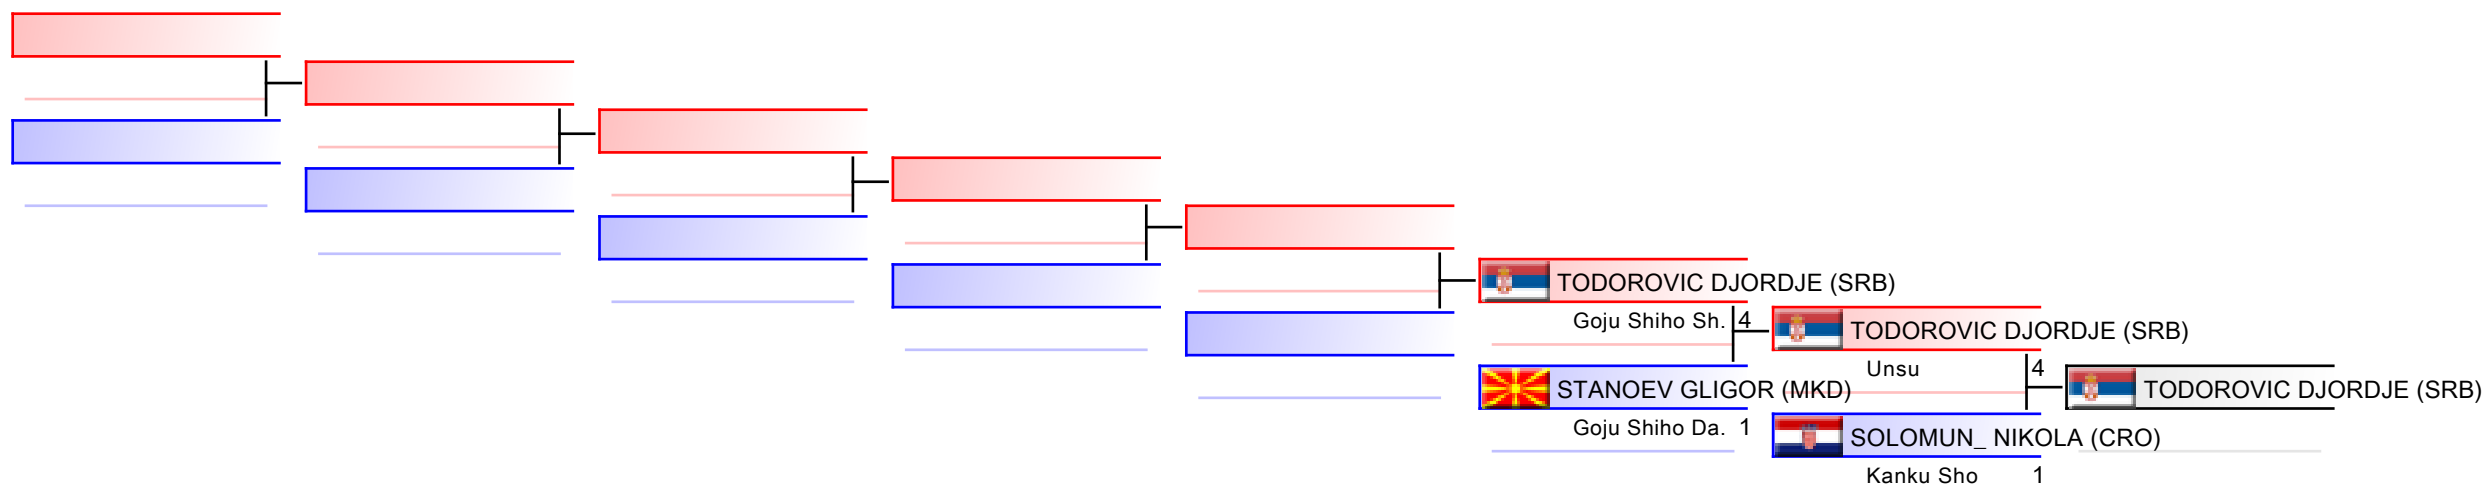 TODOROVIC DJORDJE (SRB)
Goju Shiho Sh. 4
STANOEV GLIGOR (MKD)
Goju Shiho Da. 1
TODOROVIC DJORDJE (SRB)
Unsu 4
SOLOMUN_ NIKOLA (CRO)
Kanku Sho 1
TODOROVIC DJORDJE (SRB)